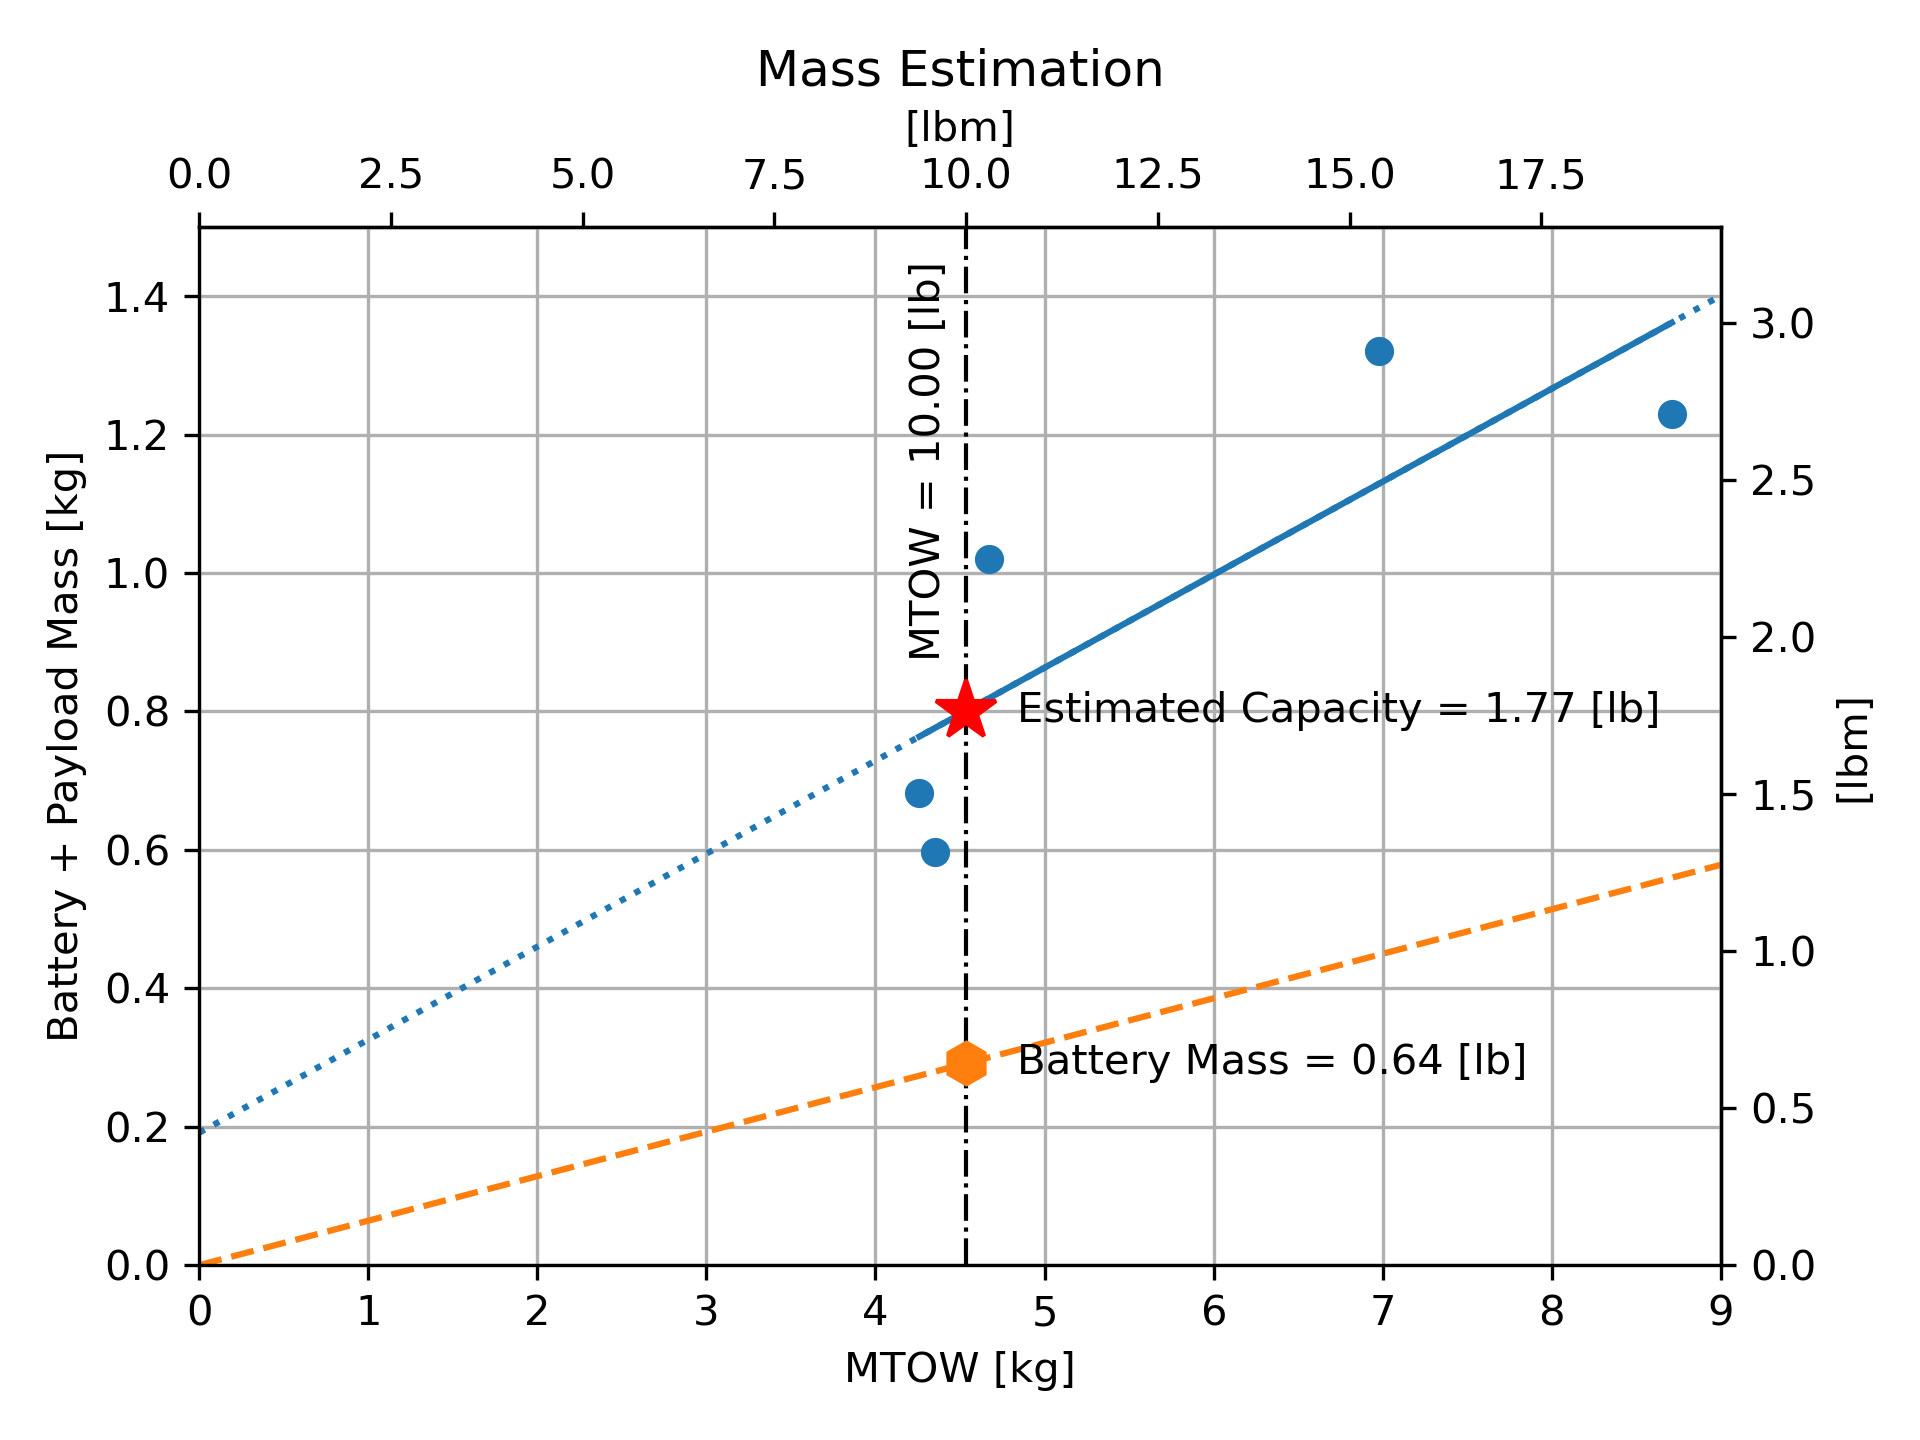 Mass Estimation
[lbm]
0.0 2.5 5.0 7.5 10.0 12.5 15.0 17.5
MTOW = 10.00 [lb]
Estimated Capacity = 1.77 [lb]
Battery Mass = 0.64 [lb]
Battery + Payload Mass [kg]
1.4
1.2
1.0
0.8
0.6
0.4
0.2
0.0
3.0
2.5
2.0
1.5
1.0
0.5
0.0
[lbm]
0 1 2 3 4 5 6 7 8 9
MTOW [kg]